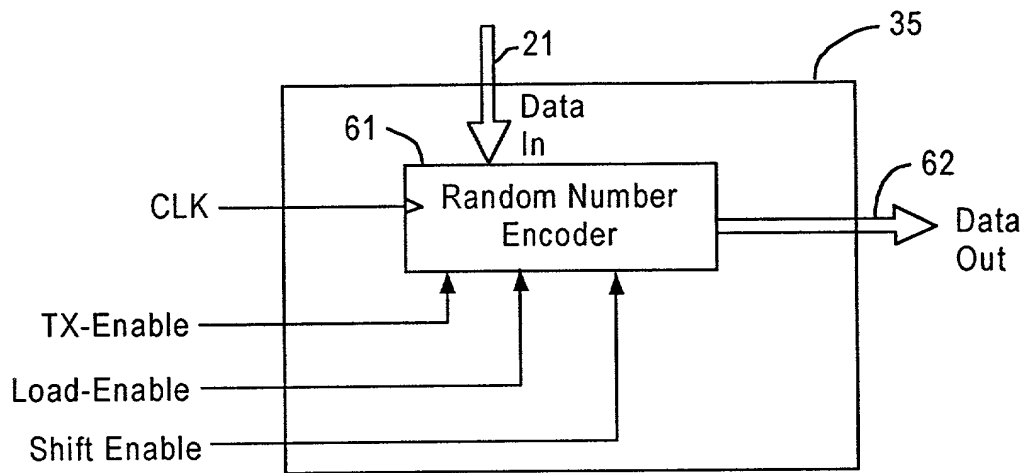 21
35
Data
In
61
Random Number
Encoder
CLK
62
Data
Out
TX-Enable
Load-Enable
Shift Enable